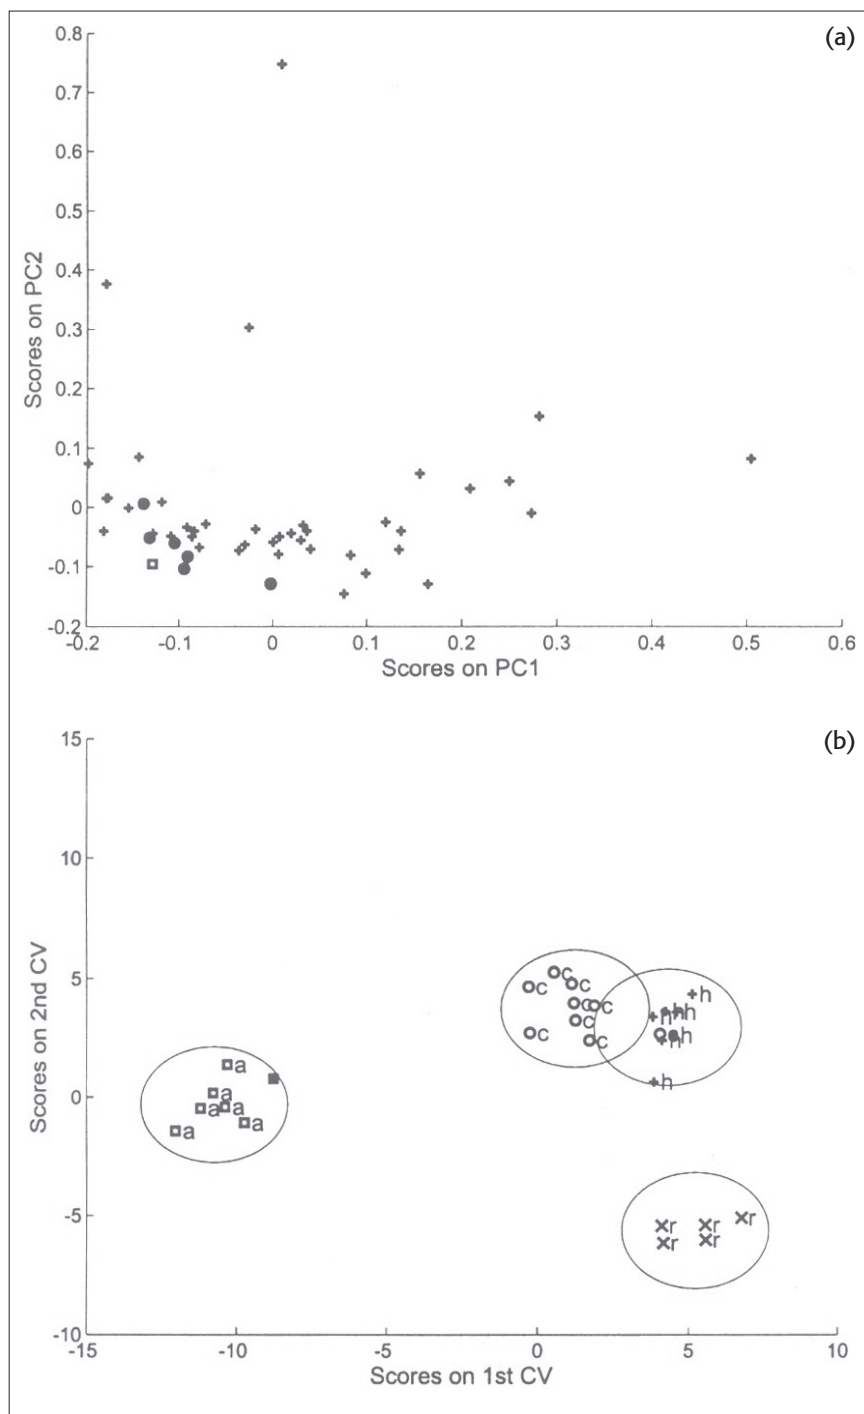 (a)
0.8
0.7
0.6
0.5
0.4
0.3
0.2
0.1
0
-0.1
-0.2
Scores on PC2
-0.2 -0.1 0 0.1 0.2 0.3 0.4 0.5 0.6
Scores on PC1
(b)
15
10
5
0
-5
-10
Scores on 2nd CV
c
c c
c c c
c
c c
h
h h h
h h
h
a
a
a a
a a
r r r
r r
-15 -10 -5 0 5 10
Scores on 1st CV